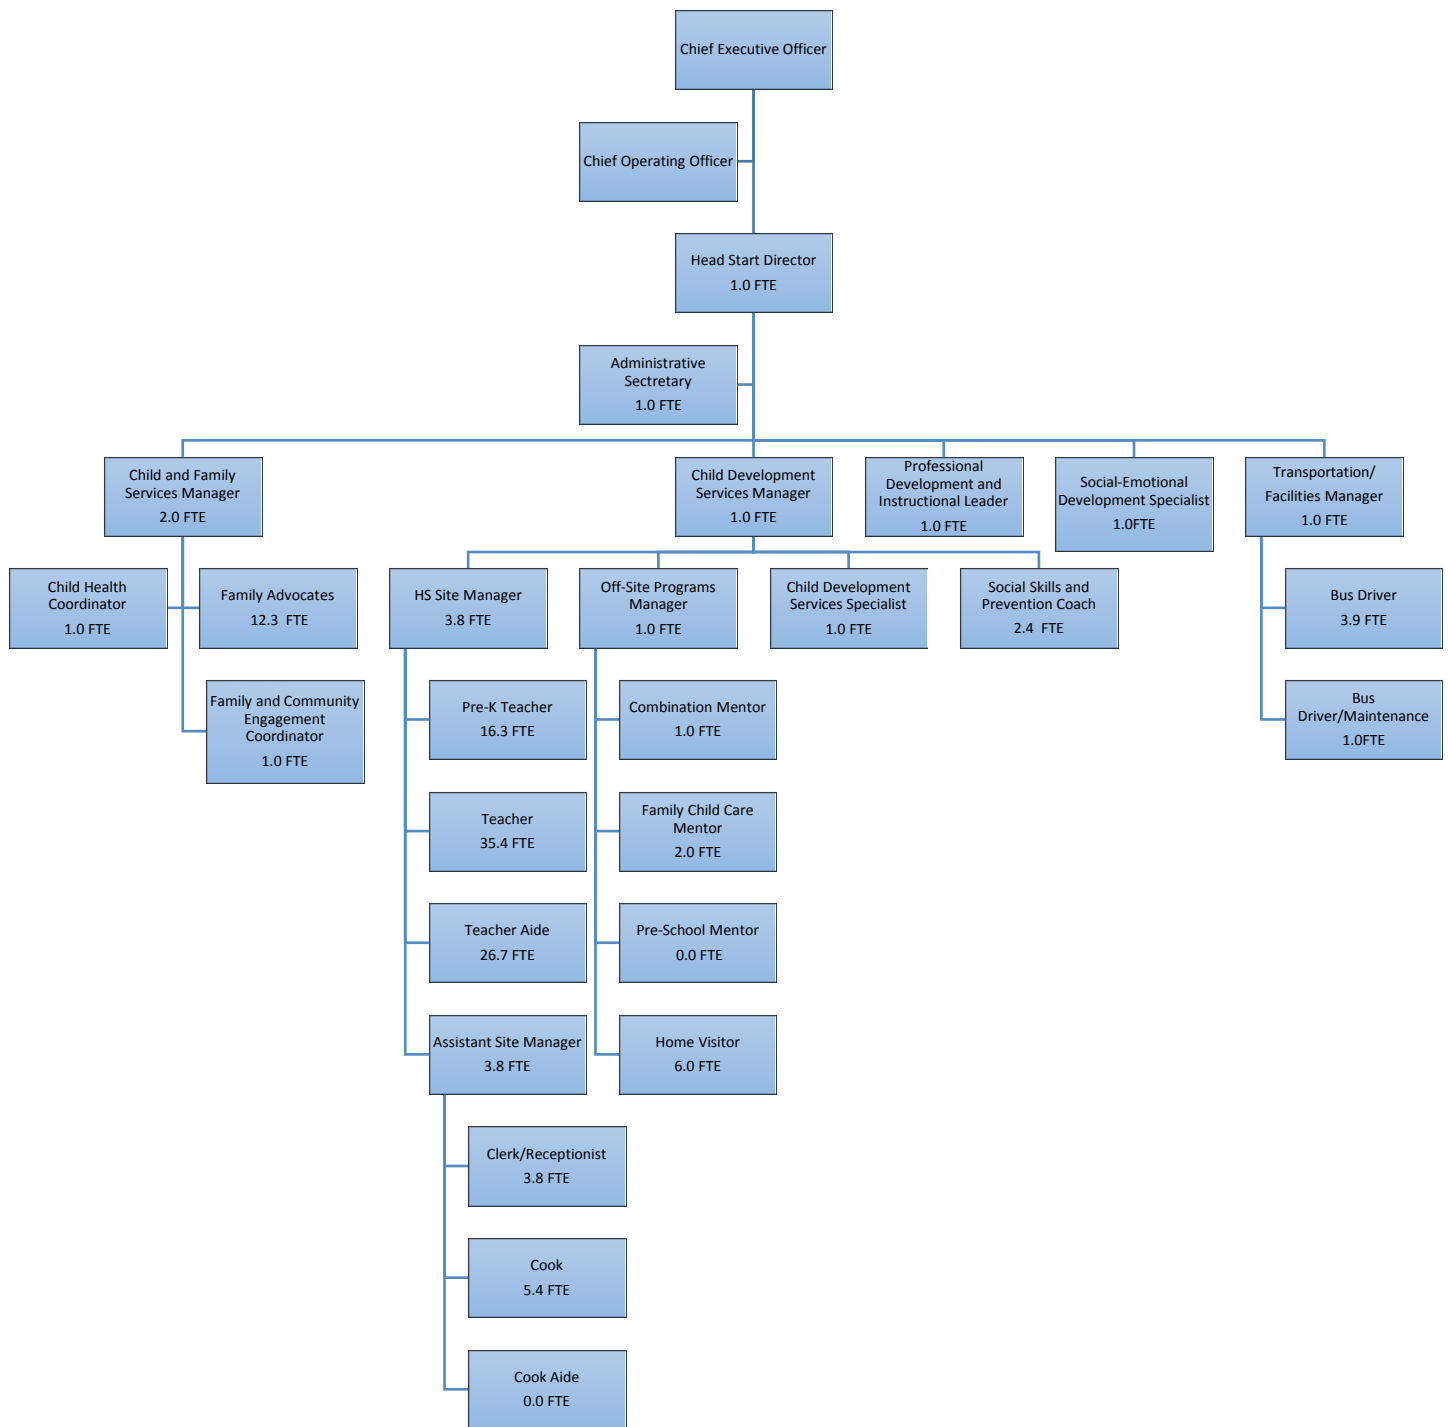 Chief Executive Officer
Chief Operating Officer
Head Start Director
1.0 FTE
Administrative
Sectretary
1.0 FTE
Child and Family
Services Manager
2.0 FTE
Child Development
Services Manager
1.0 FTE
Professional
Development and
Instructional Leader
1.0 FTE
Social-Emotional
Development Specialist
1.0FTE
Transportation/
Facilities Manager
1.0 FTE
Child Health
Coordinator
1.0 FTE
Family Advocates
12.3 FTE
HS Site Manager
3.8 FTE
Off-Site Programs
Manager
1.0 FTE
Child Development
Services Specialist
1.0 FTE
Social Skills and
Prevention Coach
2.4 FTE
Bus Driver
3.9 FTE
Family and Community
Engagement
Coordinator
1.0 FTE
Pre-K Teacher
16.3 FTE
Combination Mentor
1.0 FTE
Bus
Driver/Maintenance
1.0FTE
Teacher
35.4 FTE
Family Child Care
Mentor
2.0 FTE
Teacher Aide
26.7 FTE
Pre-School Mentor
0.0 FTE
Assistant Site Manager
3.8 FTE
Home Visitor
6.0 FTE
Clerk/Receptionist
3.8 FTE
Cook
5.4 FTE
Cook Aide
0.0 FTE